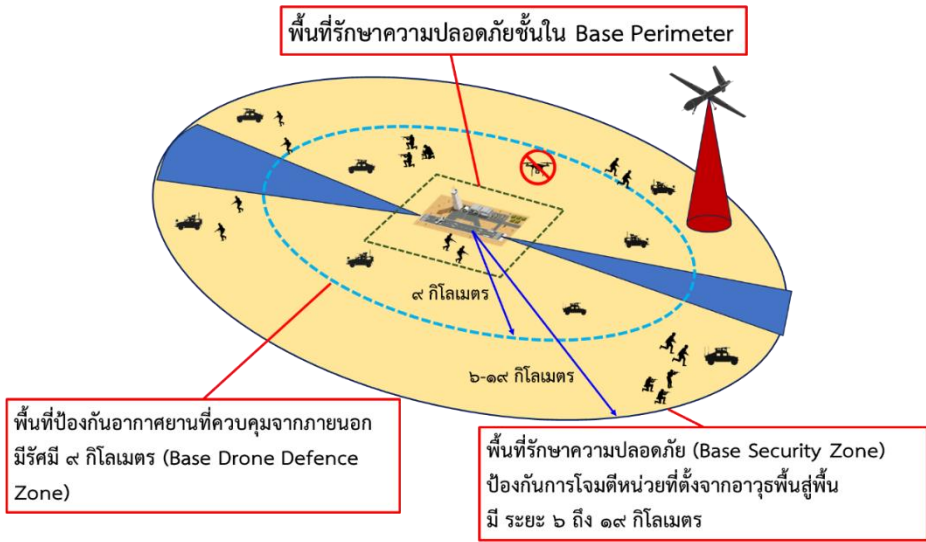 พื้นที่รักษาความปลอดภัยชั้นใน Base Perimeter
๙ กิโลเมตร
๖-๑๙ กิโลเมตร
พื้นที่ป้องกันอากาศยานที่ควบคุมจากภายนอก
มีรัศมี ๙ กิโลเมตร (Base Drone Defence
Zone)
พื้นที่รักษาความปลอดภัย (Base Security Zone)
ป้องกันการโจมตีหน่วยที่ตั้งจากอาวุธพื้นสู่พื้น
มี ระยะ ๖ ถึง ๑๙ กิโลเมตร